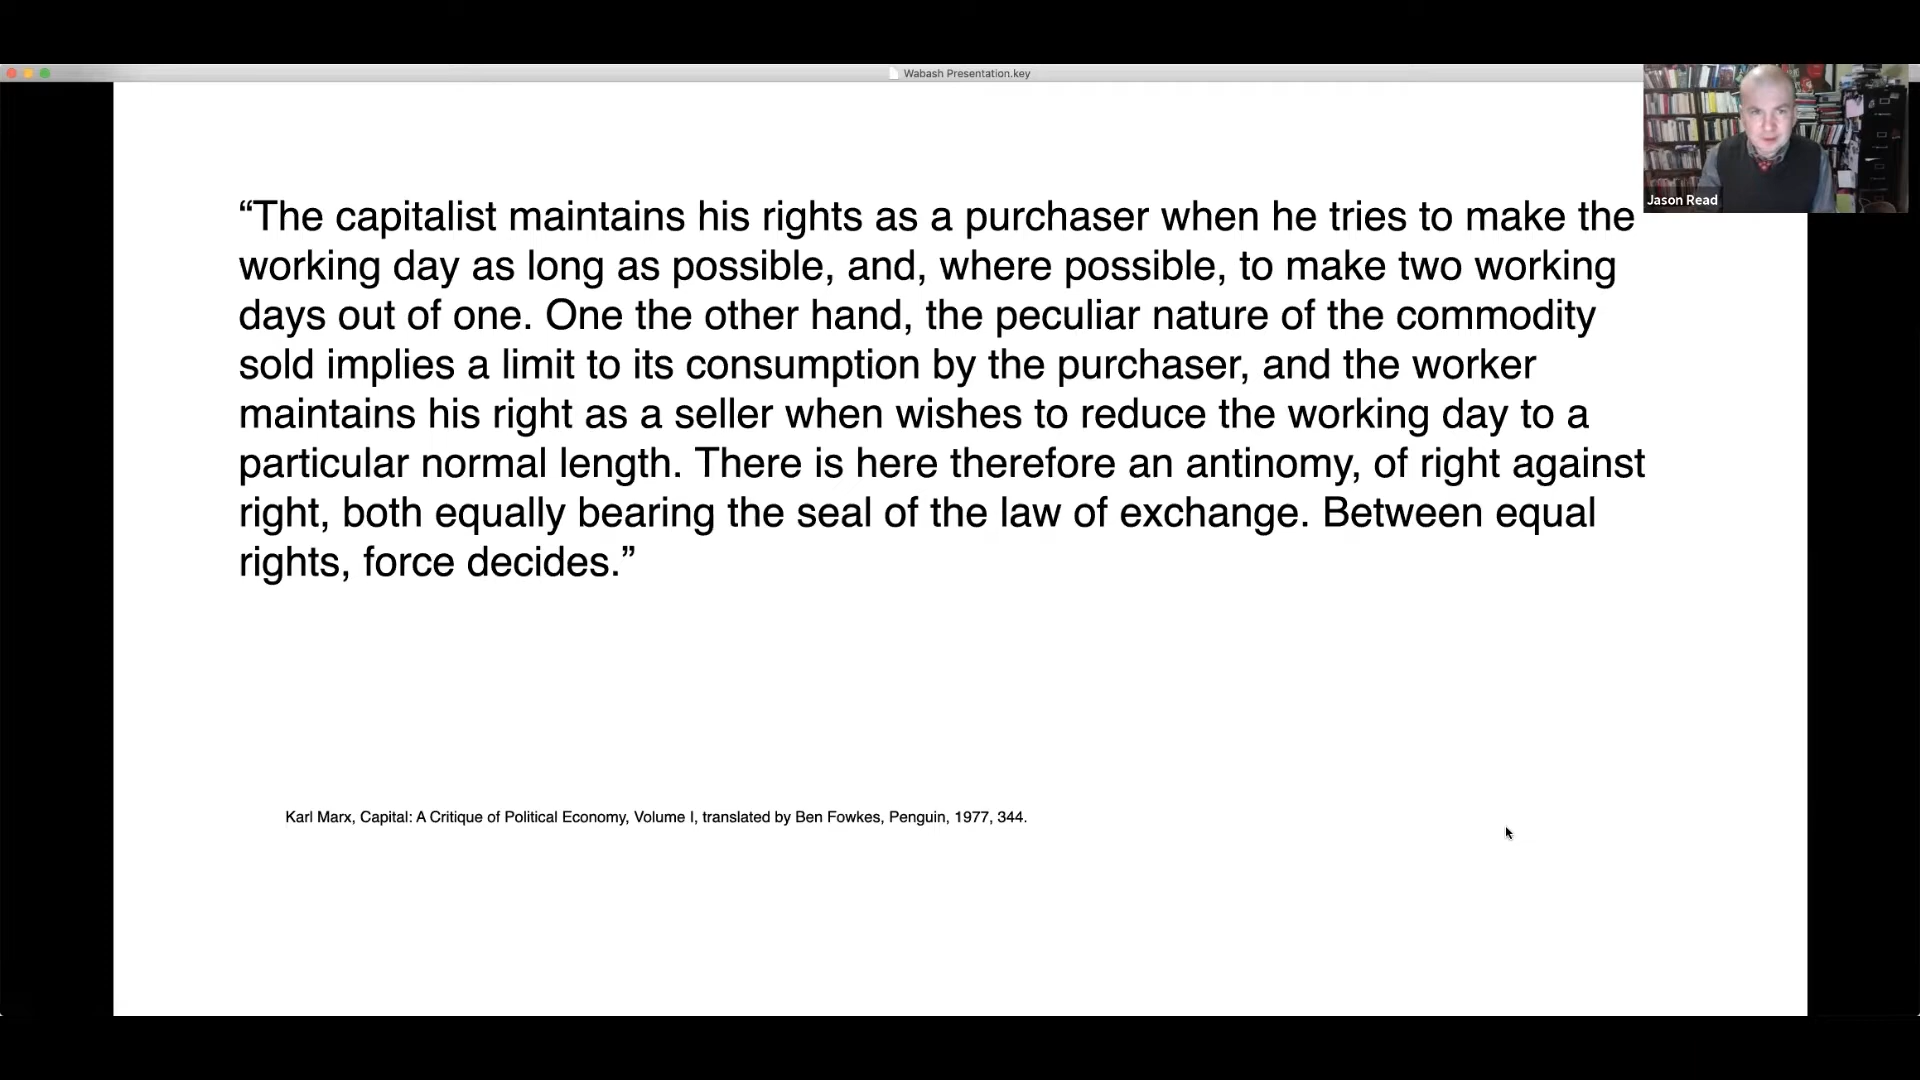 Wabash Presentation.key
Jason Read
“The capitalist maintains his rights as a purchaser when he tries to make the
working day as long as possible, and, where possible, to make two working
days out of one. One the other hand, the peculiar nature of the commodity
sold implies a limit to its consumption by the purchaser, and the worker
maintains his right as a seller when wishes to reduce the working day to a
particular normal length. There is here therefore an antinomy, of right against
right, both equally bearing the seal of the law of exchange. Between equal
rights, force decides.”
Karl Marx, Capital: A Critique of Political Economy, Volume I, translated by Ben Fowkes, Penguin, 1977, 344.